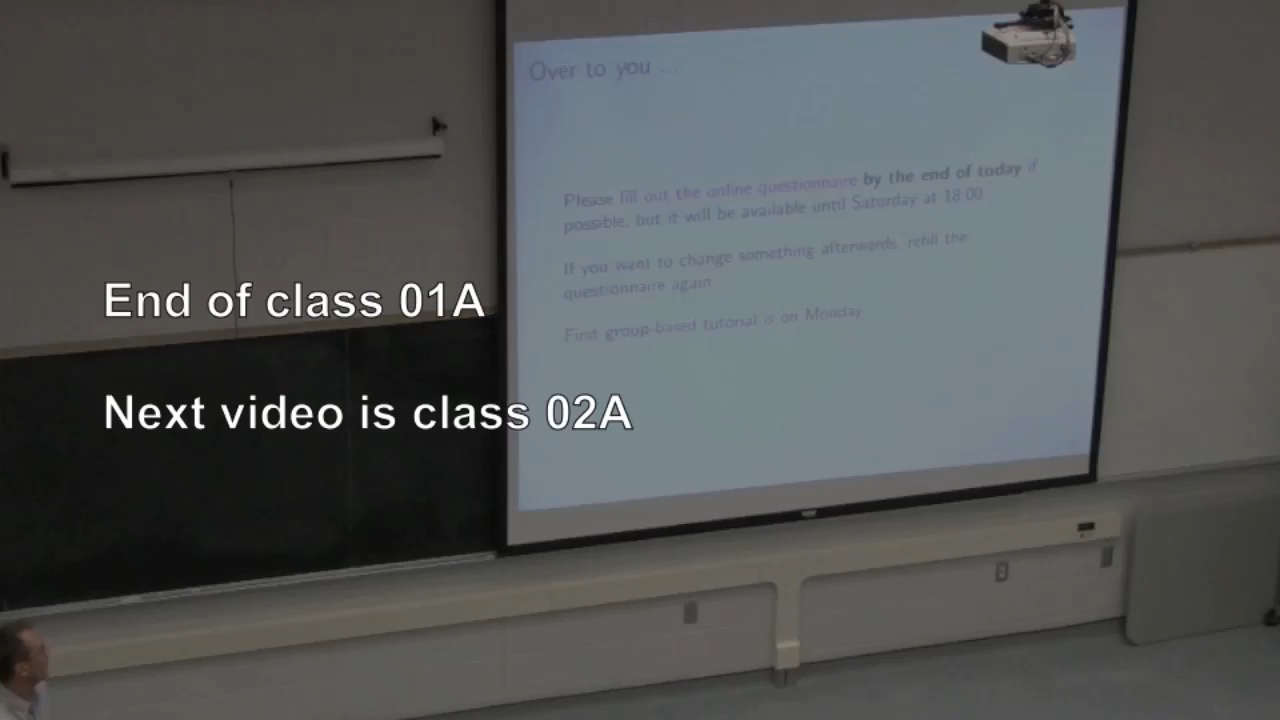 Over to you ...
Please fill out the online questionnaire by the end of today if
possible, but it will be available until Saturday at 18:00
If you want to change something afterwards, refill the
questionnaire again.
First group-based tutorial is on Monday
End of class 01A
Next video is class 02A